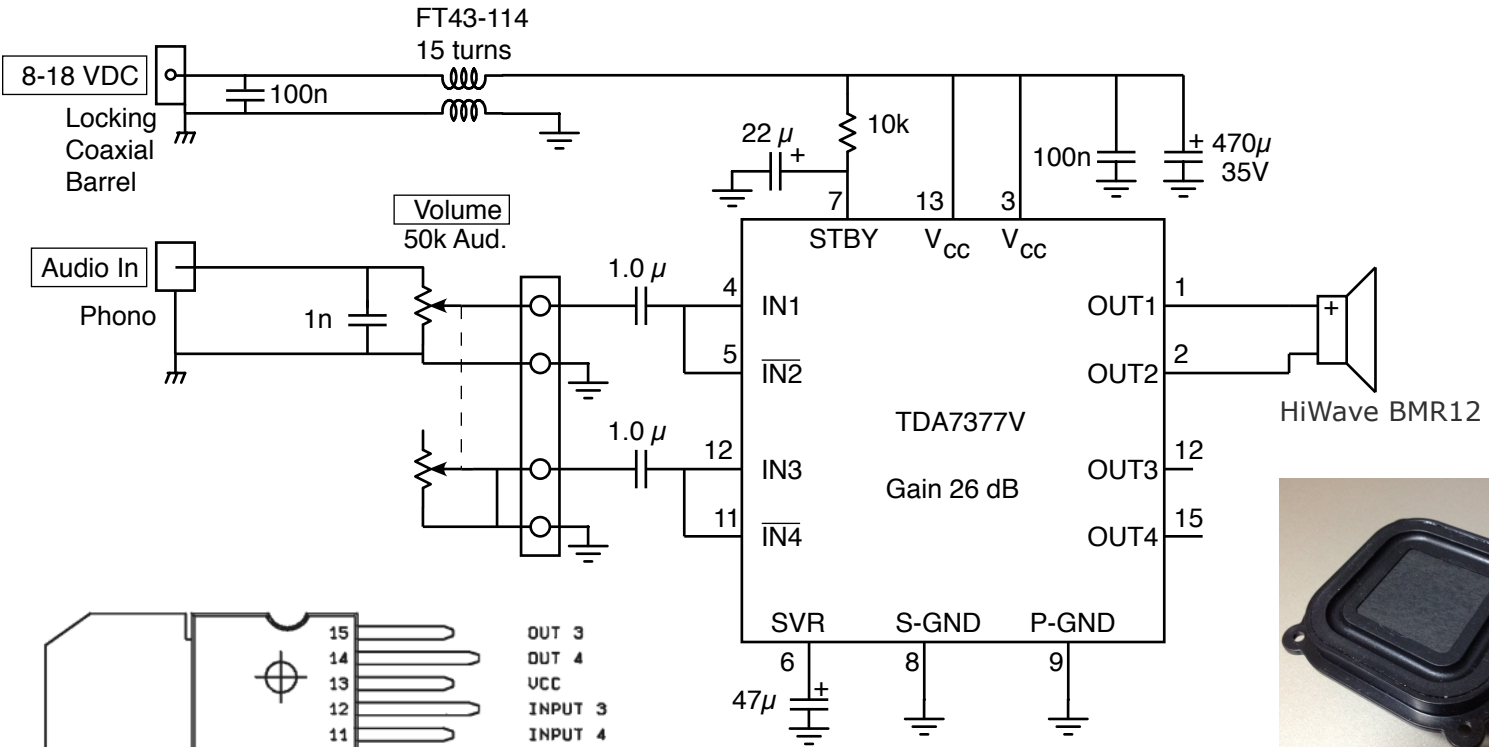 FT43-114
15 turns
8-18 VDC
100n
Locking
Coaxial
Barrel
22 µ
+
10k
100n
+ 470µ
35V
Volume
50k Aud.
7
13
3
STBY
VCC
VCC
Audio In
Phono
1n
1.0 µ
4
IN1
OUT1
1
+
5
IN2
OUT2
2
HiWave BMR12
TDA7377V
1.0 µ
12
IN3
OUT3
12
Gain 26 dB
11
IN4
OUT4
15
SVR
S-GND
P-GND
6
8
9
47µ
+
15 OUT 3
14 OUT 4
13 VCC
12 INPUT 3
11 INPUT 4